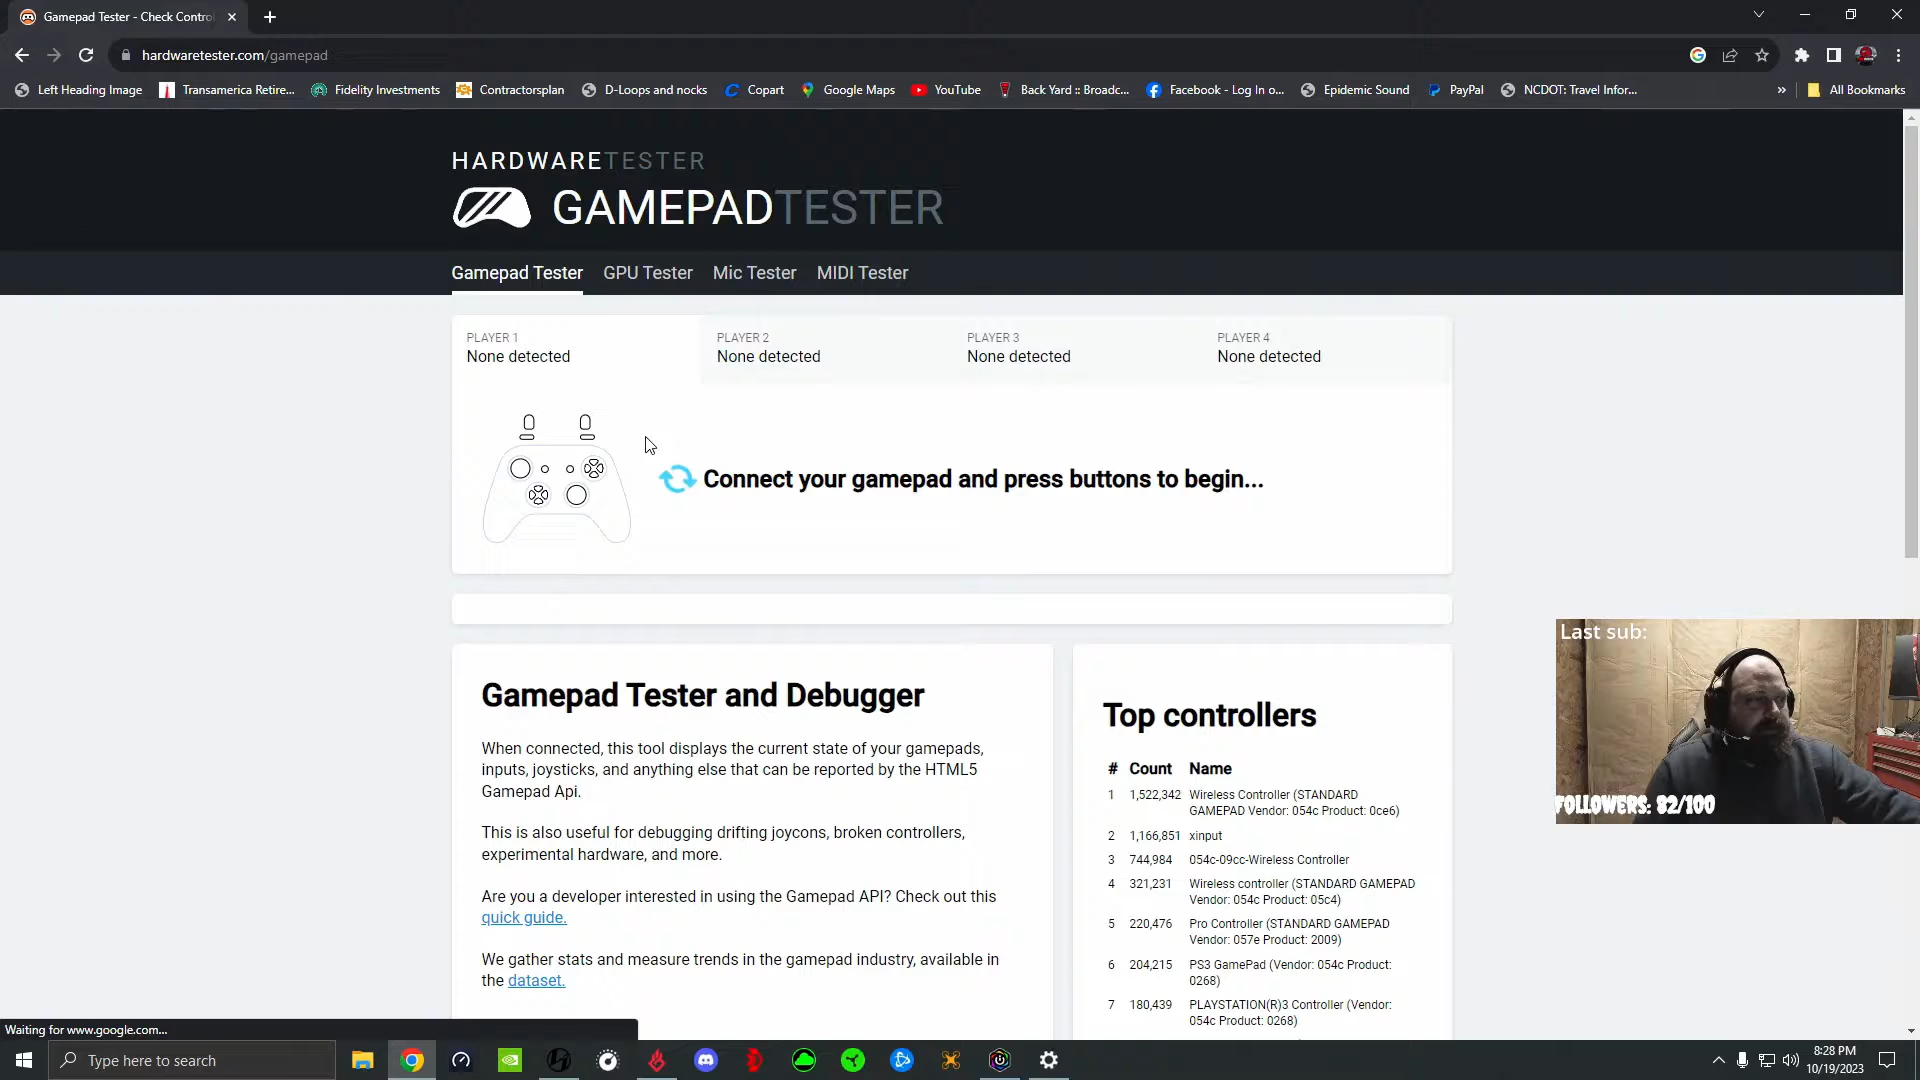 Gamepad Tester - Check Contro
hardwaretester.com/gamepad
Left Heading Image
Transamerica Retire...
Fidelity Investments
Contractorsplan
D-Loops and nocks
Copart
Google Maps
YouTube
Back Yard :: Broadc...
Facebook - Log In o...
Epidemic Sound
PayPal
NCDOT: Travel Infor...
»
All Bookmarks
HARDWARETESTER
GAMEPADTESTER
Gamepad Tester
GPU Tester
Mic Tester
MIDI Tester
PLAYER 1
None detected
PLAYER 2
None detected
PLAYER 3
None detected
PLAYER 4
None detected
Connect your gamepad and press buttons to begin...
Gamepad Tester and Debugger
When connected, this tool displays the current state of your gamepads,
inputs, joysticks, and anything else that can be reported by the HTML5
Gamepad Api.
This is also useful for debugging drifting joycons, broken controllers,
experimental hardware, and more.
Are you a developer interested in using the Gamepad API? Check out this
quick guide.
We gather stats and measure trends in the gamepad industry, available in
the dataset.
Top controllers
# Count Name
1 1,522,342 Wireless Controller (STANDARD
GAMEPAD Vendor: 054c Product: 0ce6)
2 1,166,851 xinput
3 744,984 054c-09cc-Wireless Controller
4 321,231 Wireless controller (STANDARD GAMEPAD
Vendor: 054c Product: 05c4)
5 220,476 Pro Controller (STANDARD GAMEPAD
Vendor: 057e Product: 2009)
6 204,215 PS3 GamePad (Vendor: 054c Product:
0268)
7 180,439 PLAYSTATION(R)3 Controller (Vendor:
054c Product: 0268)
Last sub:
FOLLOWERS: 82/100
Waiting for www.google.com...
Type here to search
8:28 PM
10/19/2023